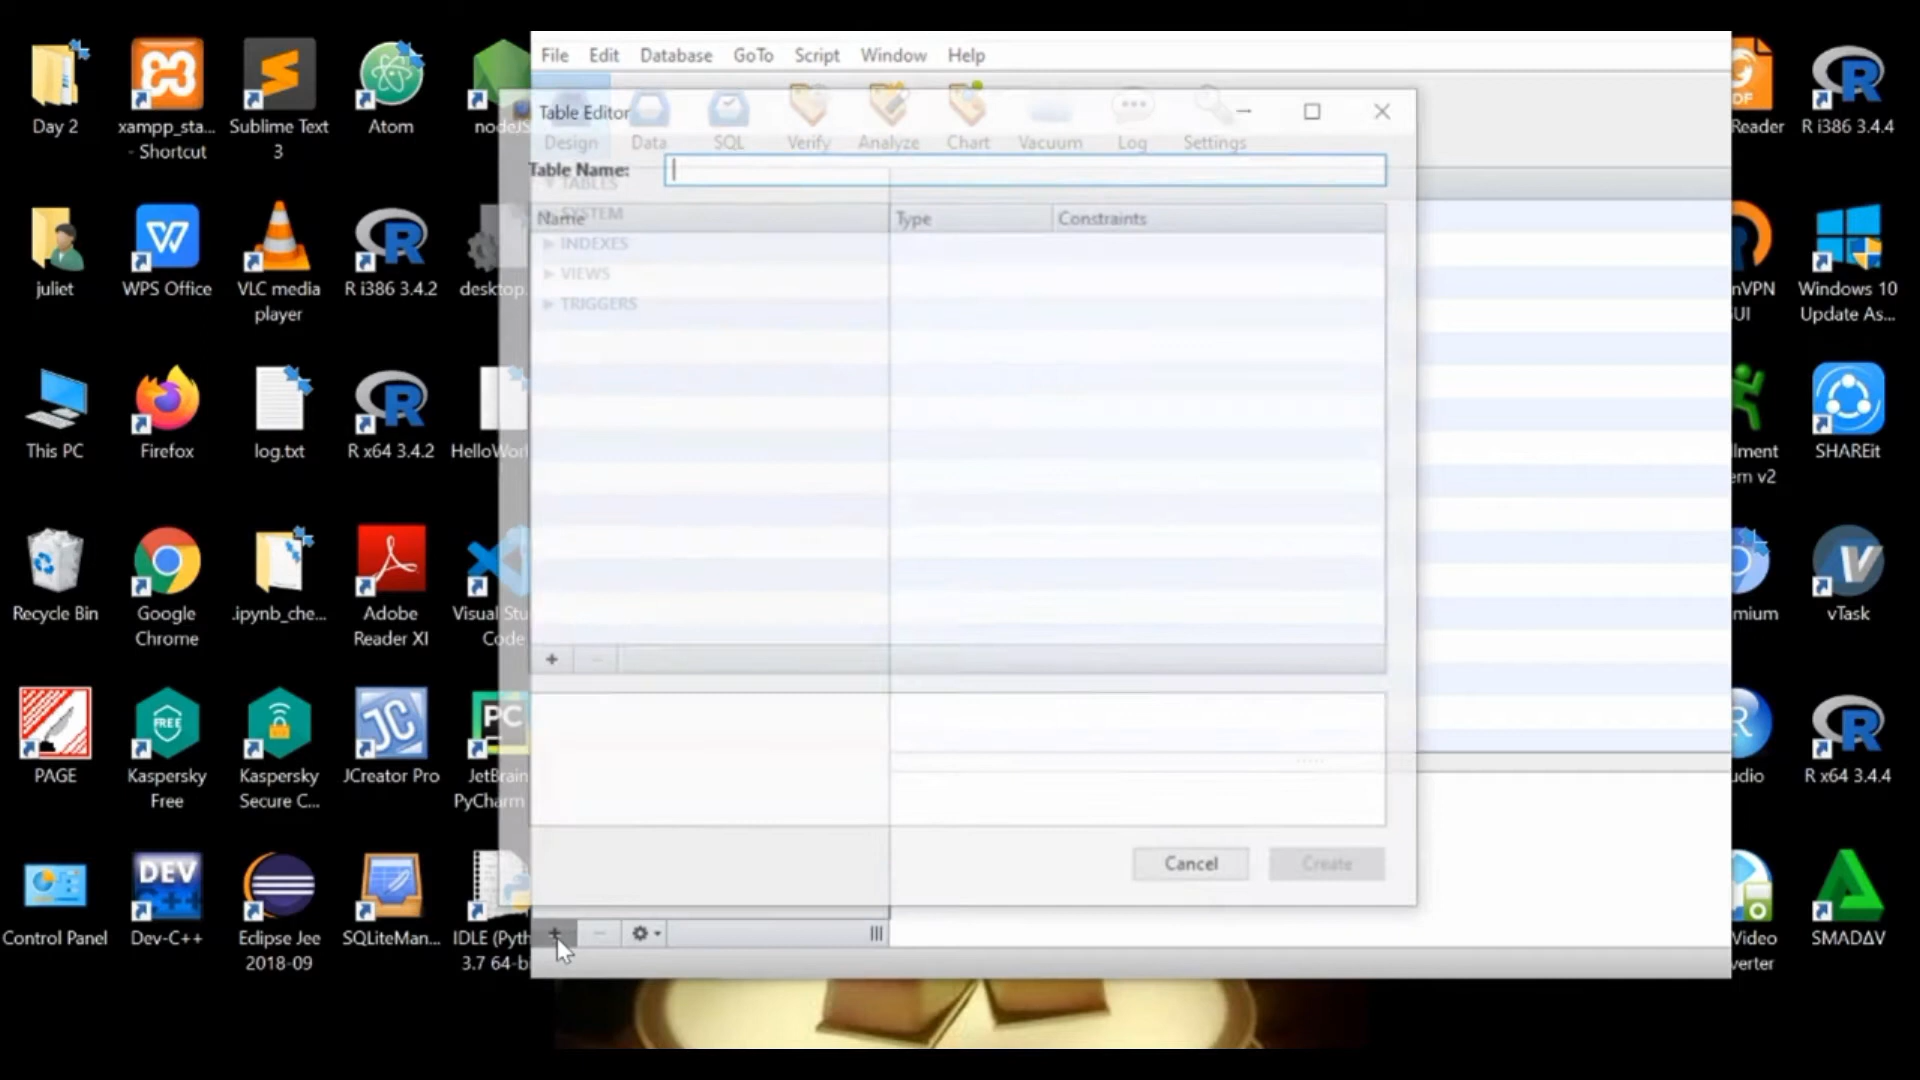 File Edit Database GoTo Script Window Help
Table Editor
Design Data SQL Verify Analyze Chart Vacuum Log Settings
Table Name:
TABLES
SYSTEM
Name Type Constraints
INDEXES
VIEWS
TRIGGERS
Cancel Create
Day 2
xampp_sta...
- Shortcut
Sublime Text
3
Atom
nodeJS
Reader
R i386 3.4.4
juliet
WPS Office
VLC media
player
R i386 3.4.2
desktop.
nVPN
UI
Windows 10
Update As...
This PC
Firefox
log.txt
R x64 3.4.2
HelloWor
lment
em v2
SHAREit
Recycle Bin
Google
Chrome
.ipynb_che...
Adobe
Reader XI
Visual Stu
Code
mium
vTask
PAGE
FREE
Kaspersky
Free
Kaspersky
Secure C...
JC
JCreator Pro
PC
JetBrain
PyCharm
udio
R x64 3.4.4
Control Panel
DEV
C++
Dev-C++
Eclipse Jee
2018-09
SQLiteMan...
IDLE (Pyth
3.7 64-b
Video
verter
SMADΔV